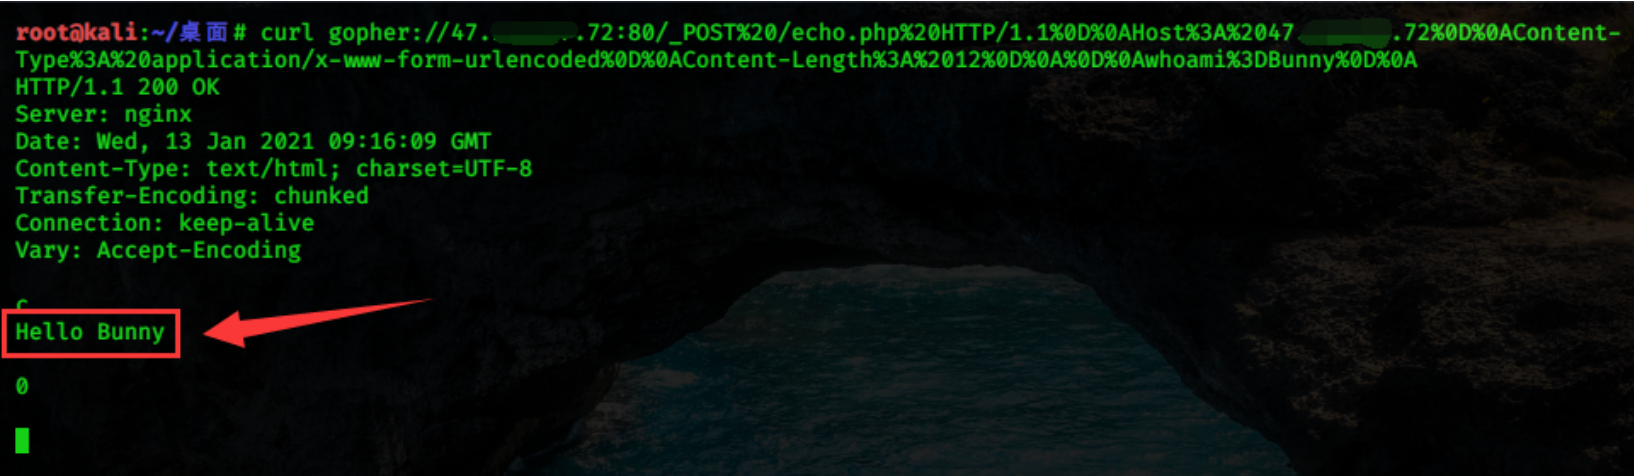 root@kali:~/桌面# curl gopher://47. .72:80/_POST%20/echo.php%20HTTP/1.1%0D%0AHost%3A%2047 .72%0D%0AContent-
Type%3A%20application/x-www-form-urlencoded%0D%0AContent-Length%3A%2012%0D%0A%0D%0Awhoami%3DBunny%0D%0A
HTTP/1.1 200 OK
Server: nginx
Date: Wed, 13 Jan 2021 09:16:09 GMT
Content-Type: text/html; charset=UTF-8
Transfer-Encoding: chunked
Connection: keep-alive
Vary: Accept-Encoding
c
Hello Bunny
0